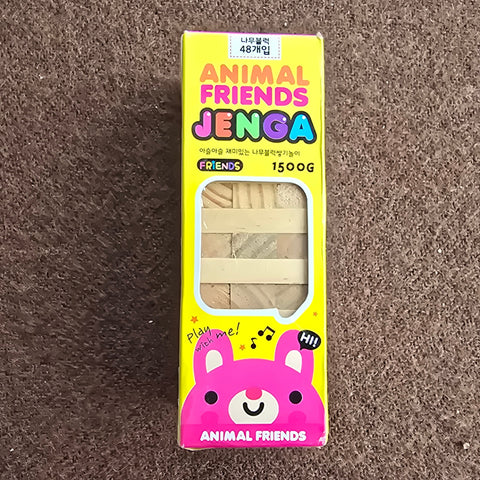 나무블럭
48개입
ANIMAL
FRIENDS
JENGA
아슬아슬 재미있는 나무블럭쌓기놀이
FRIENDS
1500G
Play
with me!
HI!
ANIMAL FRIENDS